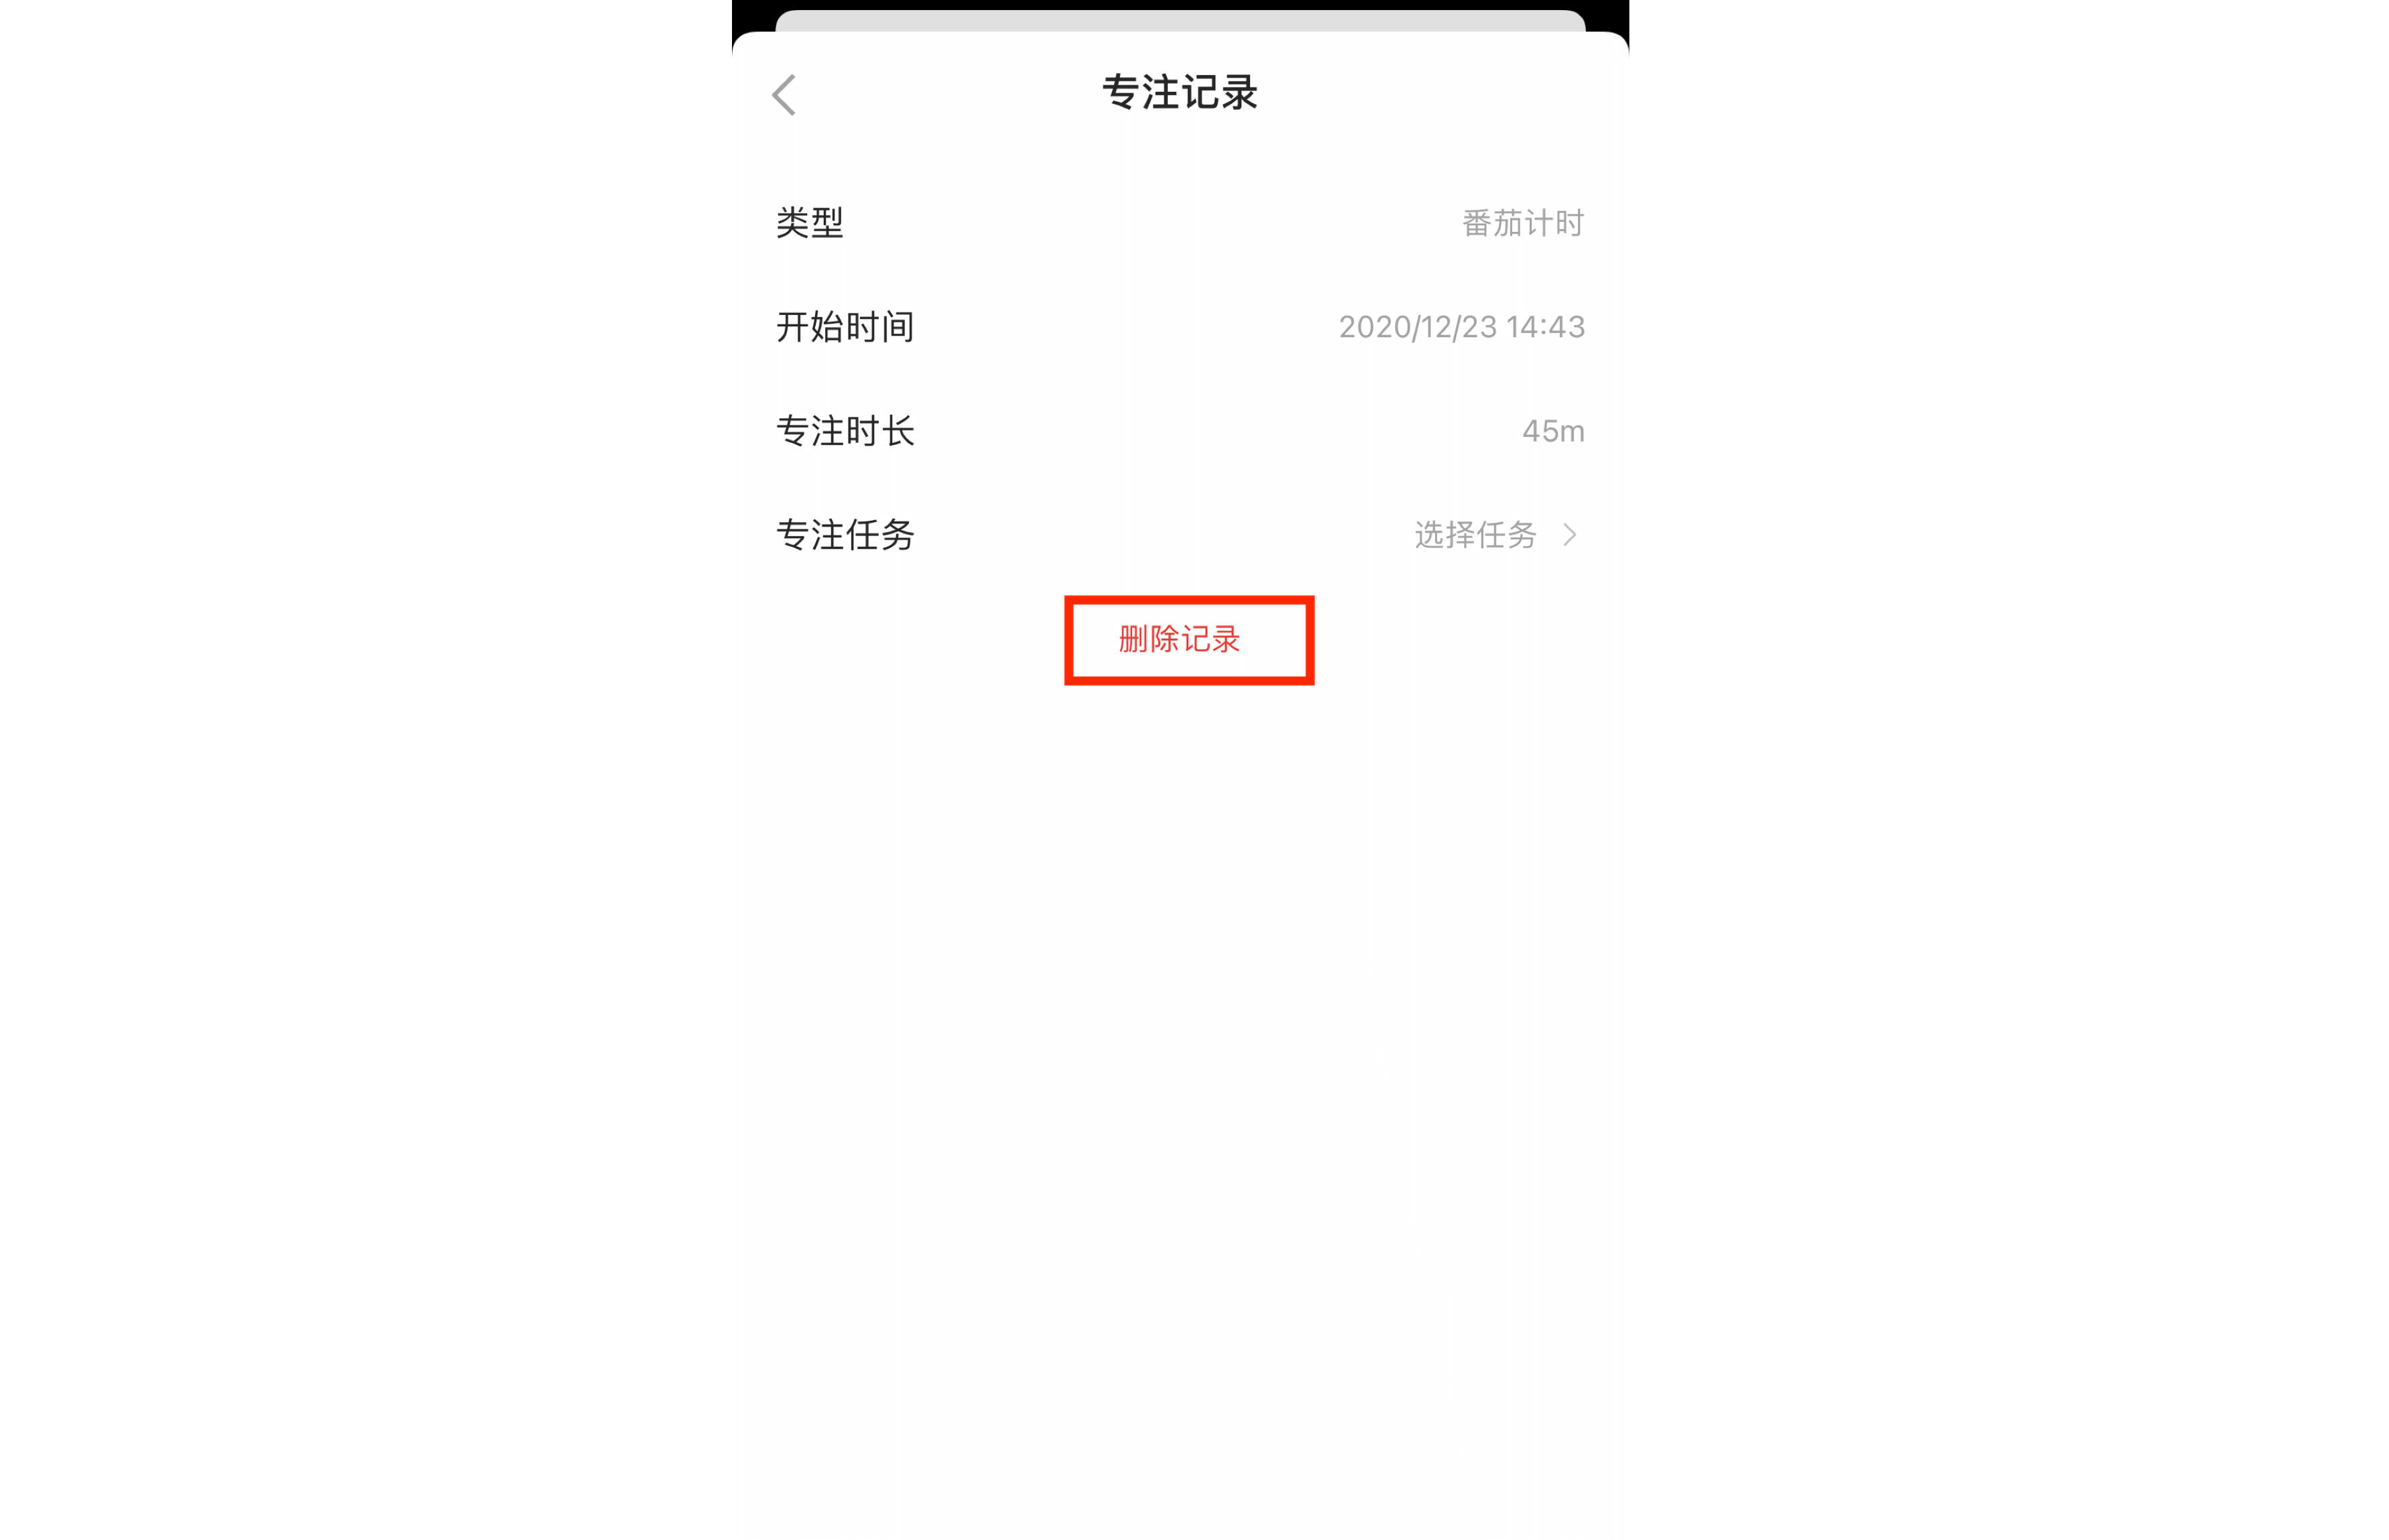 专注记录
类型 番茄计时
开始时间 2020/12/23 14:43
专注时长 45m
专注任务 选择任务
删除记录